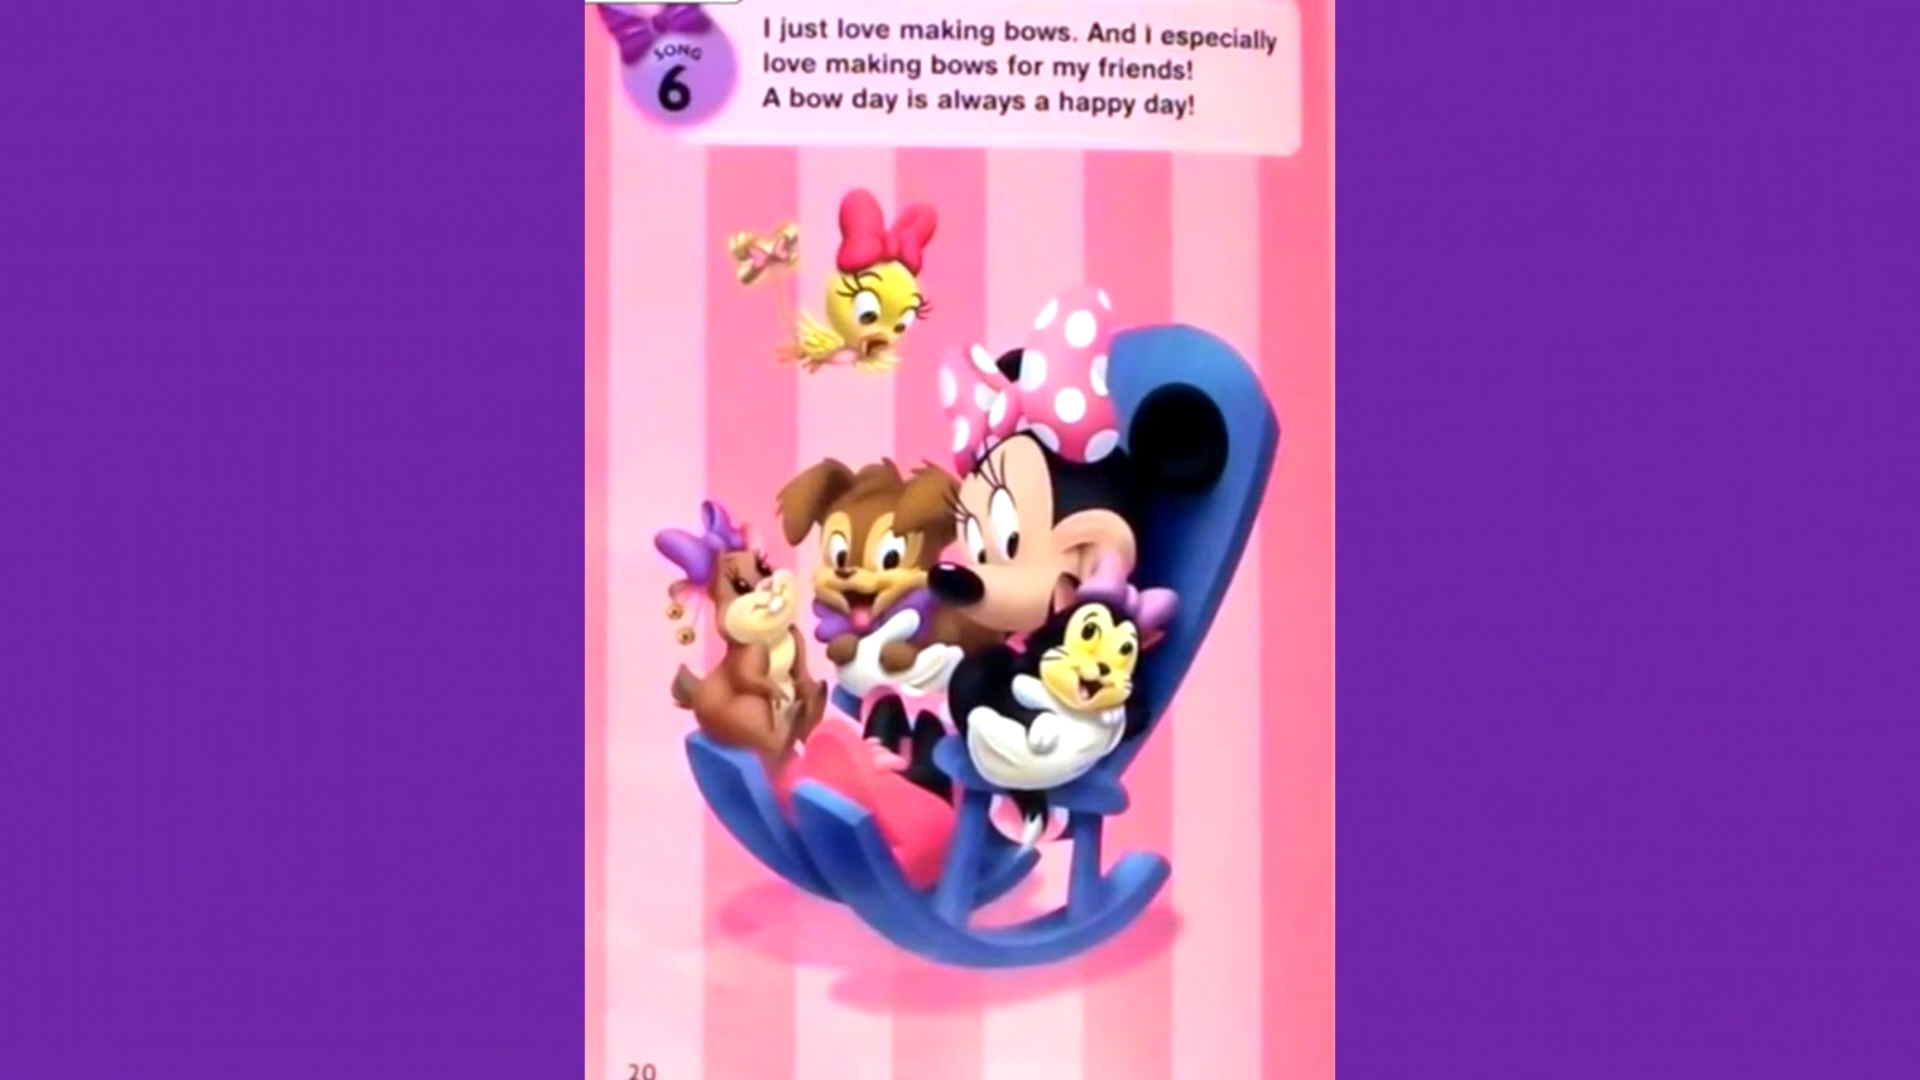 SONG
6
I just love making bows. And I especially
love making bows for my friends!
A bow day is always a happy day!
20